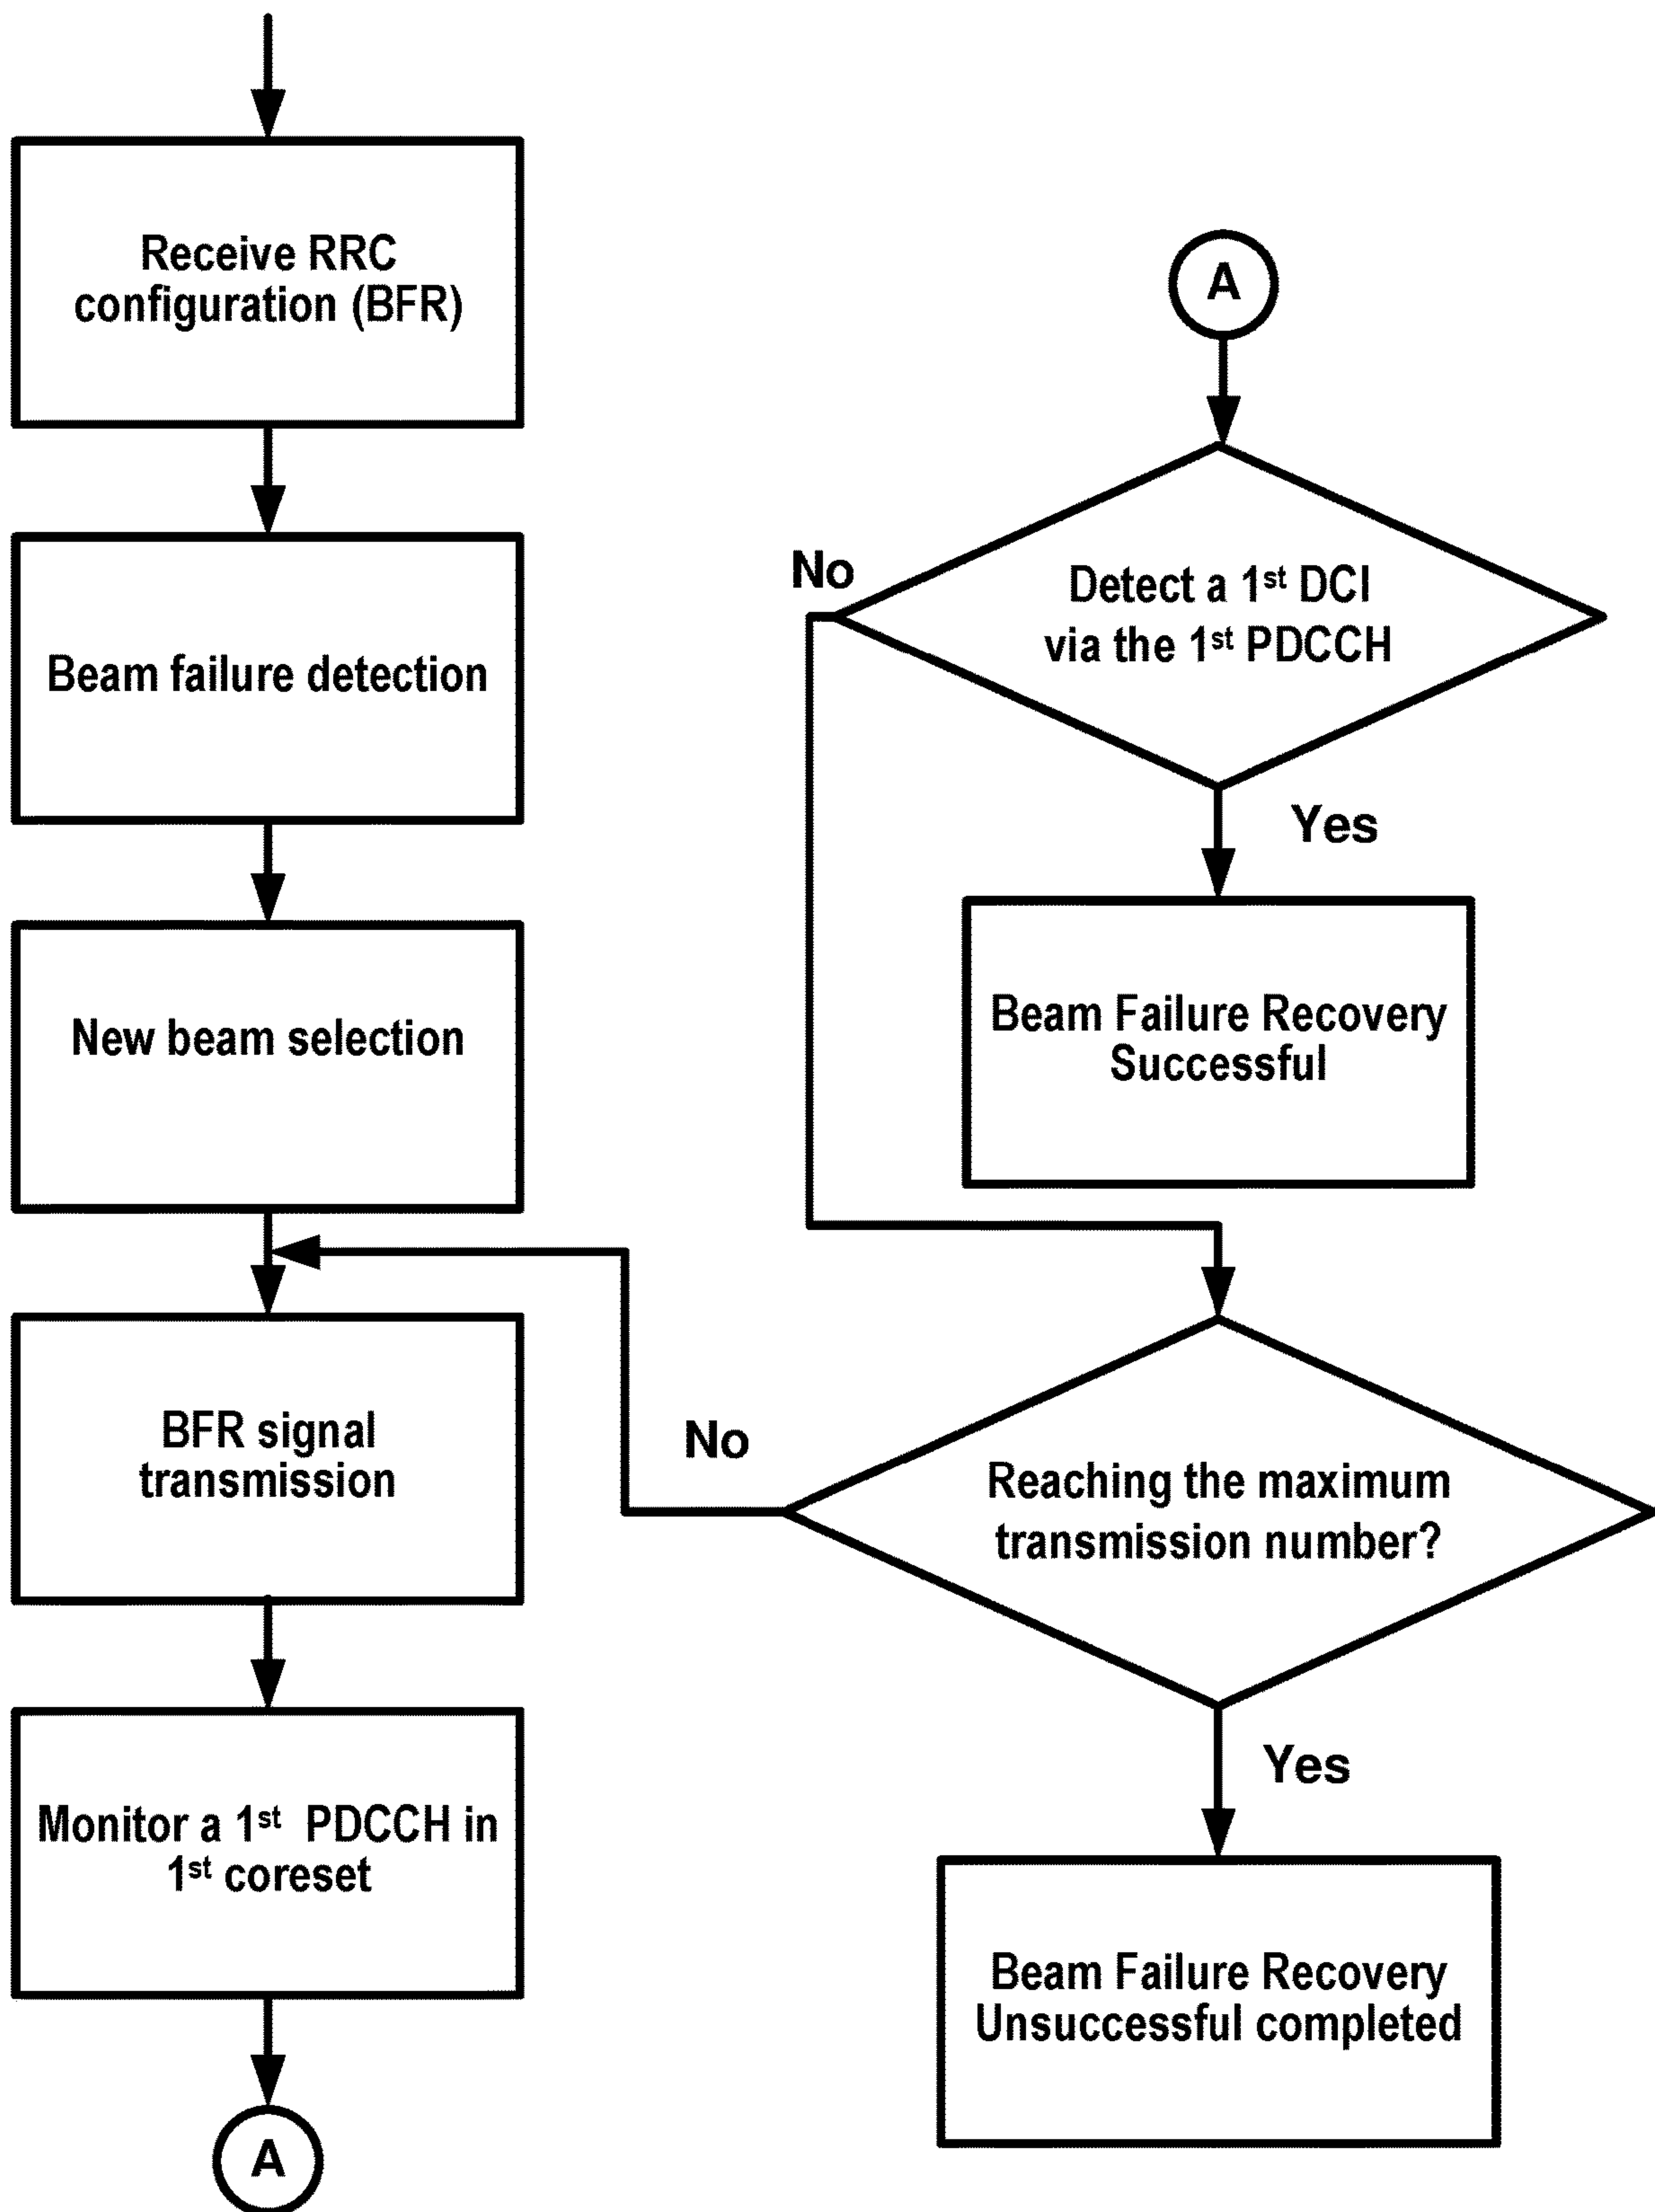 Receive RRC
configuration (BFR)
Beam failure detection
New beam selection
BFR signal
transmission
Monitor a 1st PDCCH in
1st coreset
A
A
Detect a 1st DCI
via the 1st PDCCH
No
Yes
Beam Failure Recovery
Successful
Reaching the maximum
transmission number?
No
Yes
Beam Failure Recovery
Unsuccessful completed